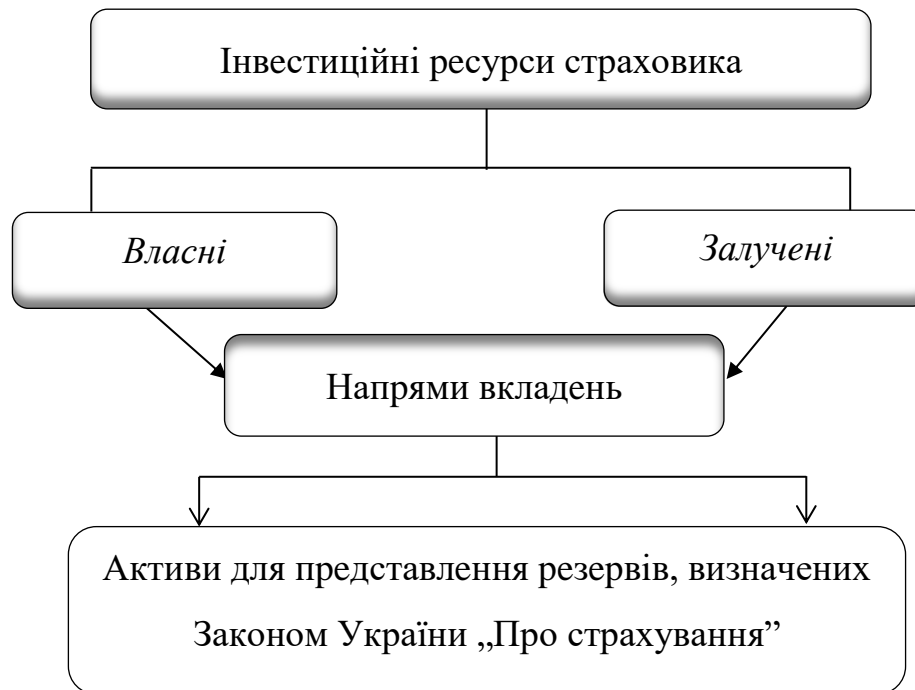 Інвестиційні ресурси страховика
Власні
Залучені
Напрями вкладень
Активи для представлення резервів, визначених
Законом України „Про страхування”